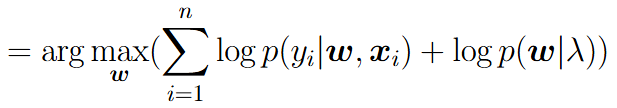 = arg max_w(∑_{i=1}^{n} log p(y_i|w, x_i) + log p(w|λ))